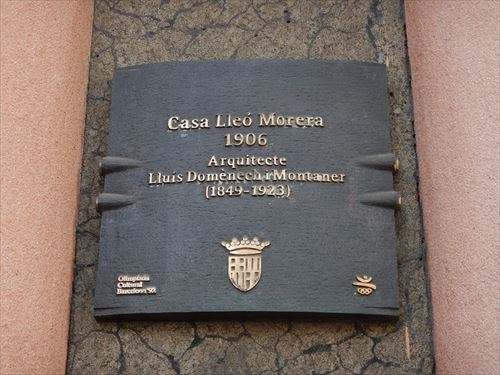 Casa Lleó Morera
1906
Arquitecte
Lluís Domènech i Montaner
(1849-1923)
Olimpíada
Cultural
Barcelona'92